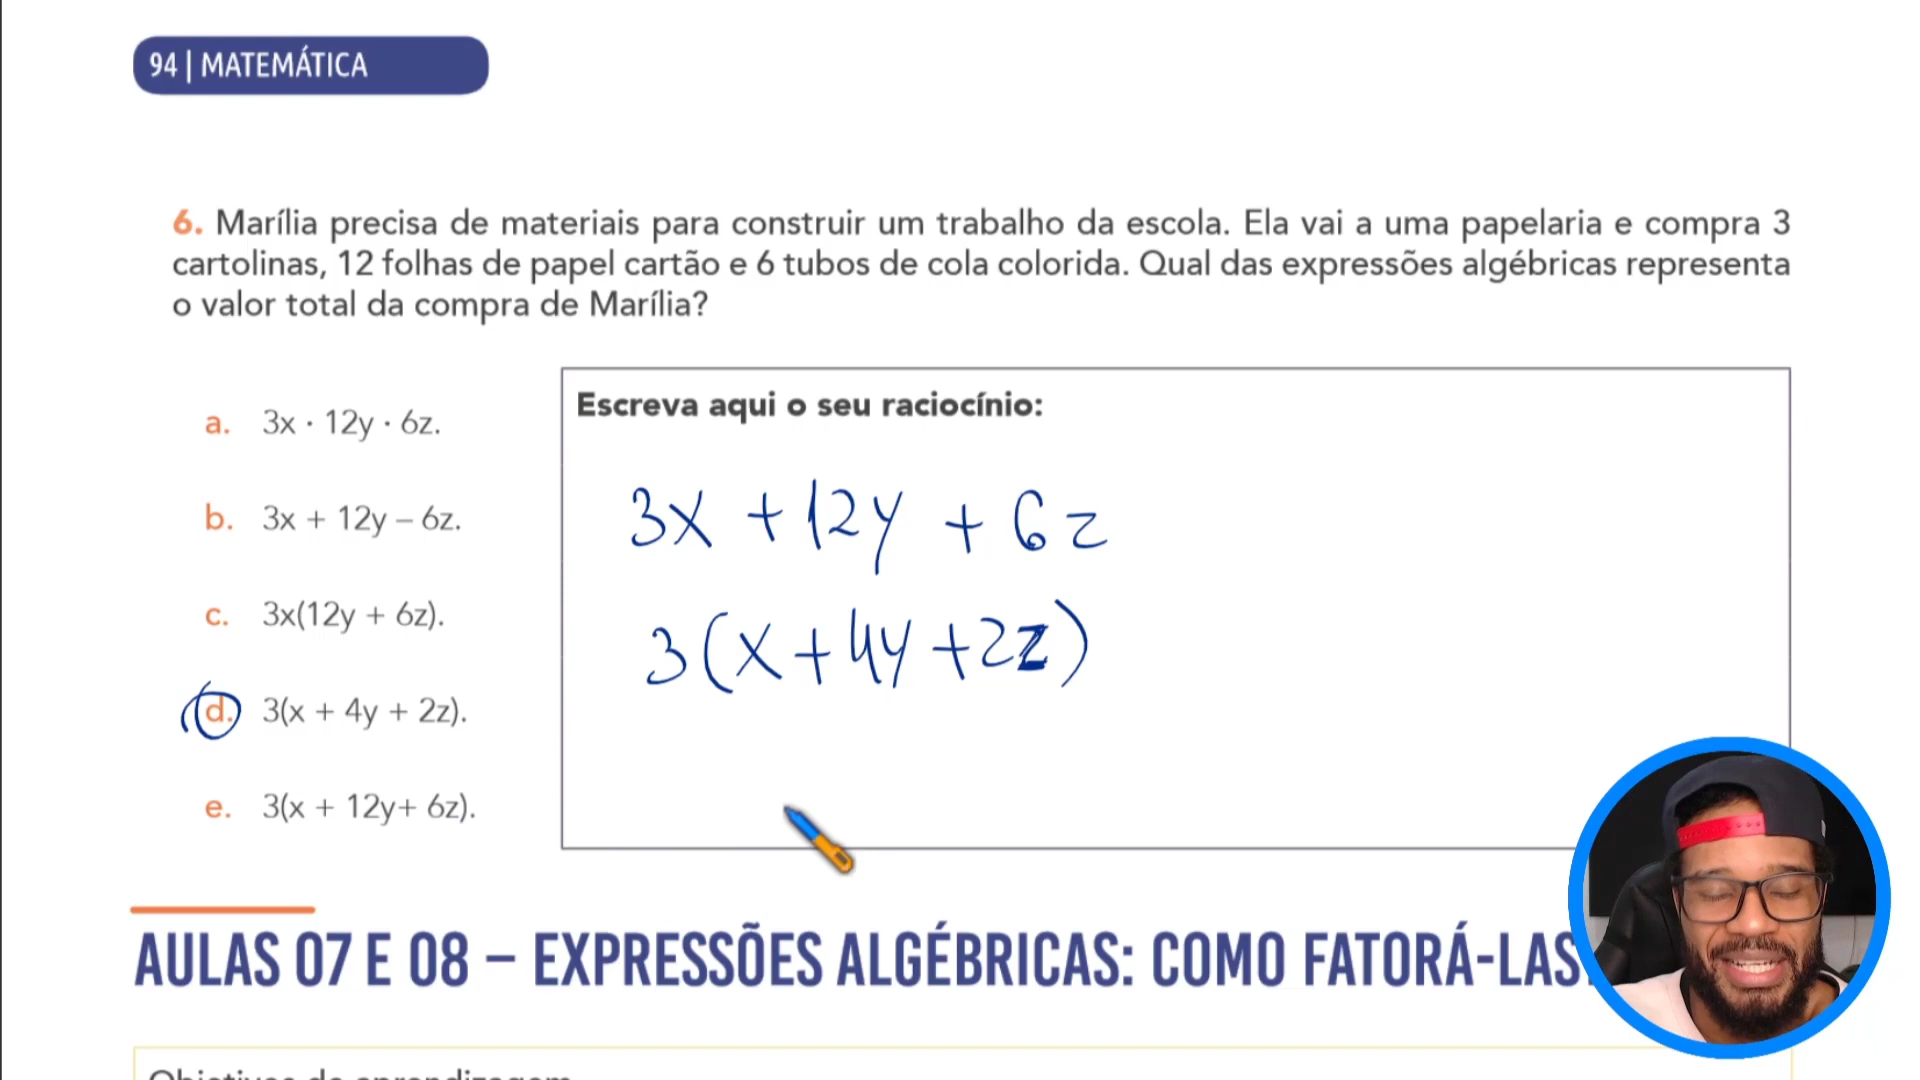 94 | MATEMÁTICA
6. Marília precisa de materiais para construir um trabalho da escola. Ela vai a uma papelaria e compra 3
cartolinas, 12 folhas de papel cartão e 6 tubos de cola colorida. Qual das expressões algébricas representa
o valor total da compra de Marília?
a. 3x · 12y · 6z.
b. 3x + 12y – 6z.
c. 3x(12y + 6z).
d. 3(x + 4y + 2z).
e. 3(x + 12y+ 6z).
Escreva aqui o seu raciocínio:
3x + 12y + 6z
3(x+4y+2z)
AULAS 07 E 08 – EXPRESSÕES ALGÉBRICAS: COMO FATORÁ-LAS
Objetivos de aprendizagem